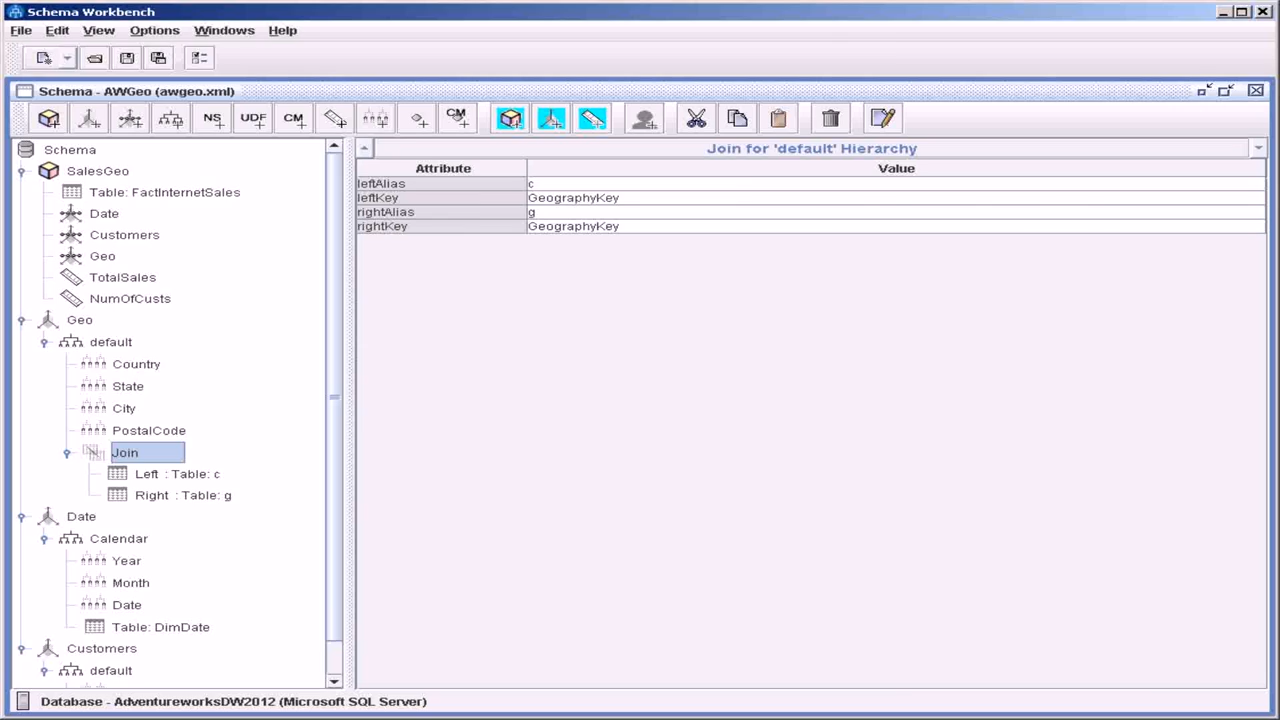 Schema Workbench
File Edit View Options Windows Help
Schema - AWGeo (awgeo.xml)
NS UDF CM CM
Schema
SalesGeo
Table: FactInternetSales
Date
Customers
Geo
TotalSales
NumOfCusts
Geo
default
Country
State
City
PostalCode
Join
Left : Table: c
Right : Table: g
Date
Calendar
Year
Month
Date
Table: DimDate
Customers
default
Join for 'default' Hierarchy
Attribute Value
leftAlias c
leftKey GeographyKey
rightAlias g
rightKey GeographyKey
Database - AdventureworksDW2012 (Microsoft SQL Server)